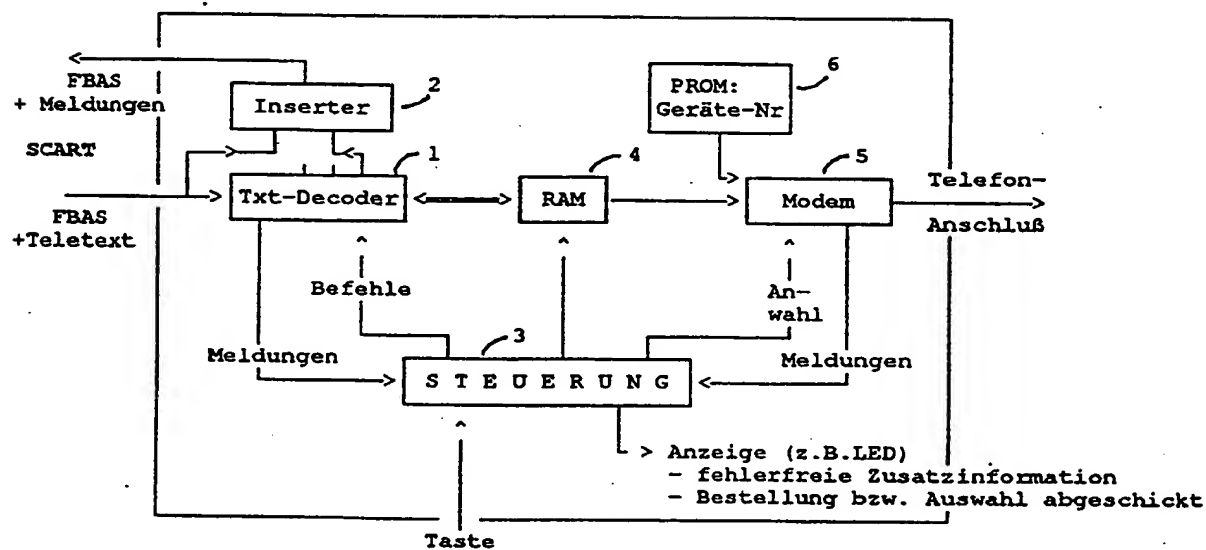 FBAS
+ Meldungen
SCART
FBAS
+Teletext
2
Inserter
1
Txt-Decoder
4
RAM
6
PROM:
Geräte-Nr
5
Modem
Telefon-
Anschluß
Befehle
An-
wahl
Meldungen
Meldungen
3
S T E U E R U N G
Anzeige (z.B.LED)
- fehlerfreie Zusatzinformation
- Bestellung bzw. Auswahl abgeschickt
Taste